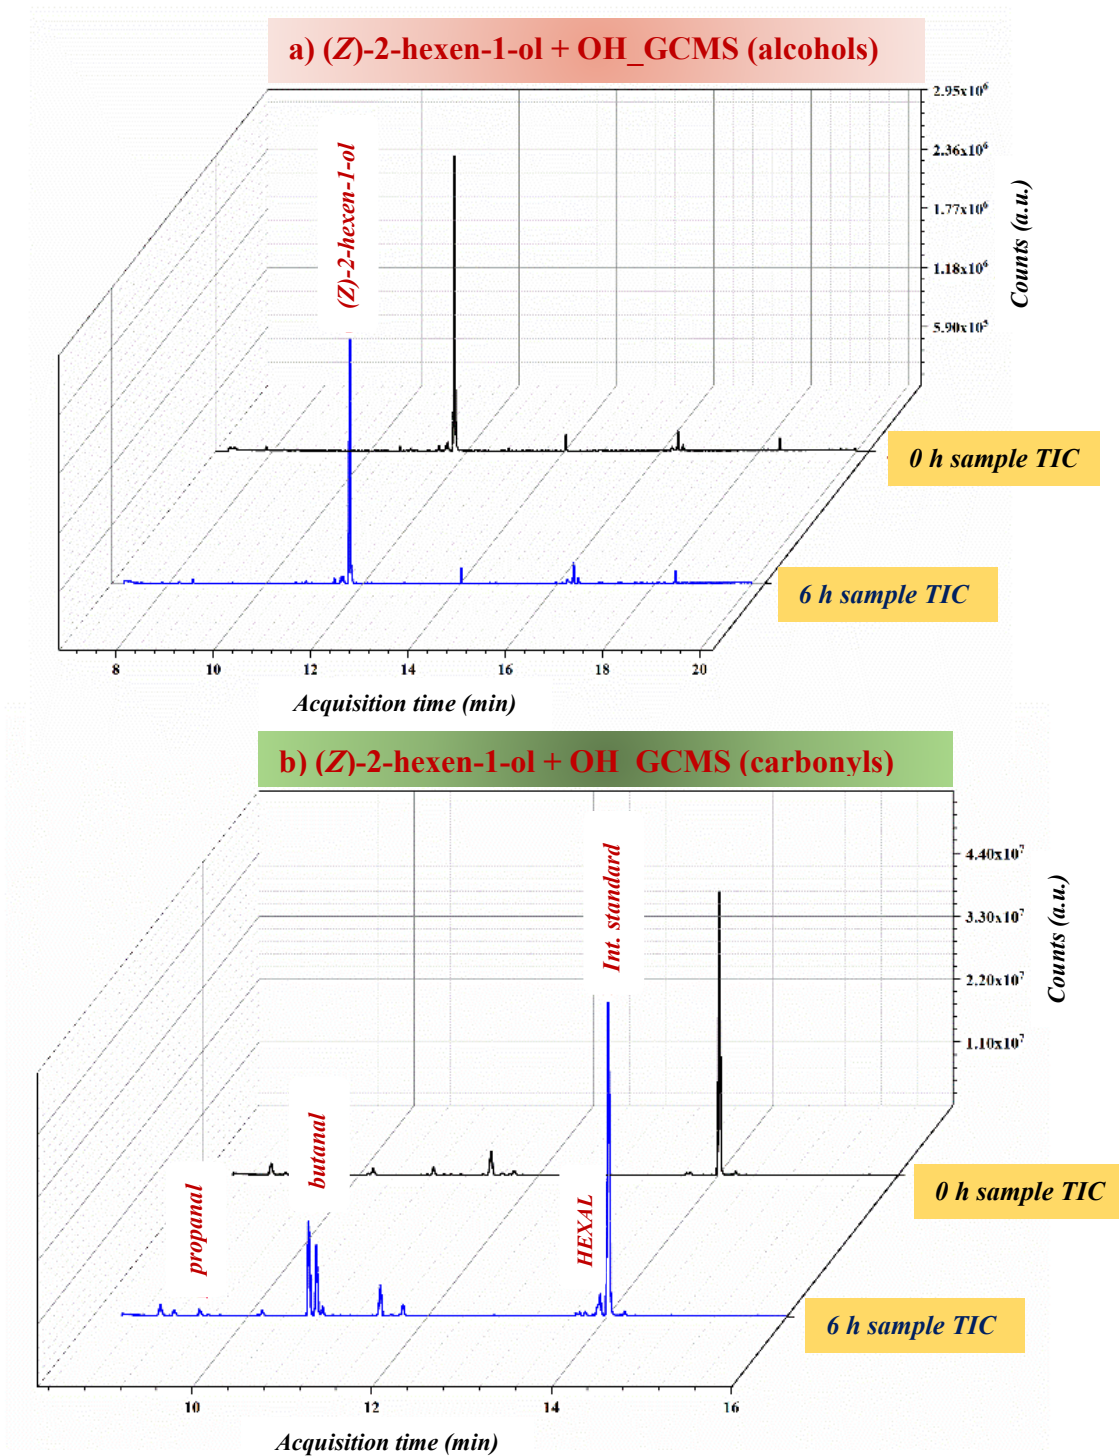 a) (Z)-2-hexen-1-ol + OH_GCMS (alcohols)
2.95x10⁶
2.36x10⁶
1.77x10⁶
1.18x10⁶
5.90x10⁵
Counts (a.u.)
(Z)-2-hexen-1-ol
0 h sample TIC
6 h sample TIC
8 10 12 14 16 18 20
Acquisition time (min)
b) (Z)-2-hexen-1-ol + OH_GCMS (carbonyls)
4.40x10⁷
3.30x10⁷
2.20x10⁷
1.10x10⁷
Counts (a.u.)
Int. standard
butanal
propanal
HEXAL
0 h sample TIC
6 h sample TIC
10 12 14 16
Acquisition time (min)